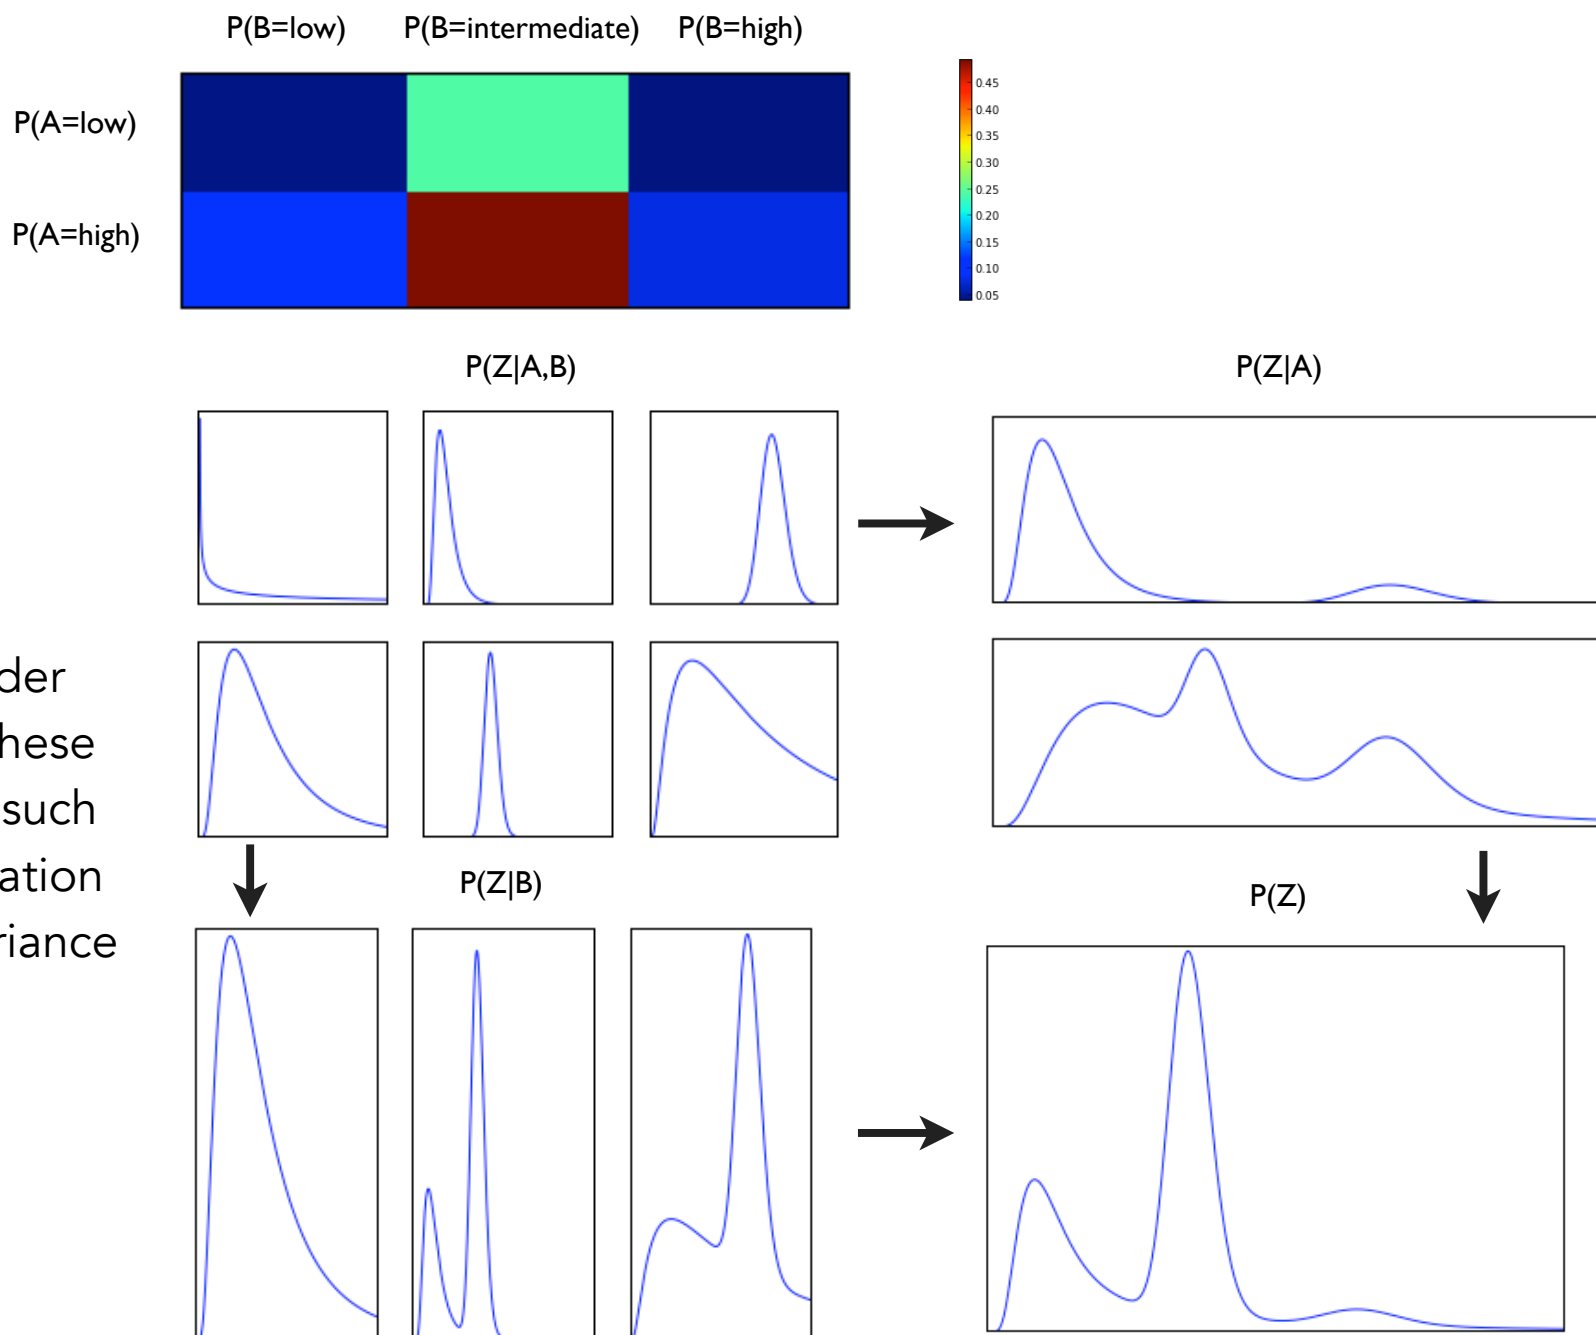 P(B=low) P(B=intermediate) P(B=high)
P(A=low)
P(A=high)
0.45
0.40
0.35
0.30
0.25
0.20
0.15
0.10
0.05
P(Z|A,B)
P(Z|A)
der
hese
such
ation
riance
P(Z|B)
P(Z)